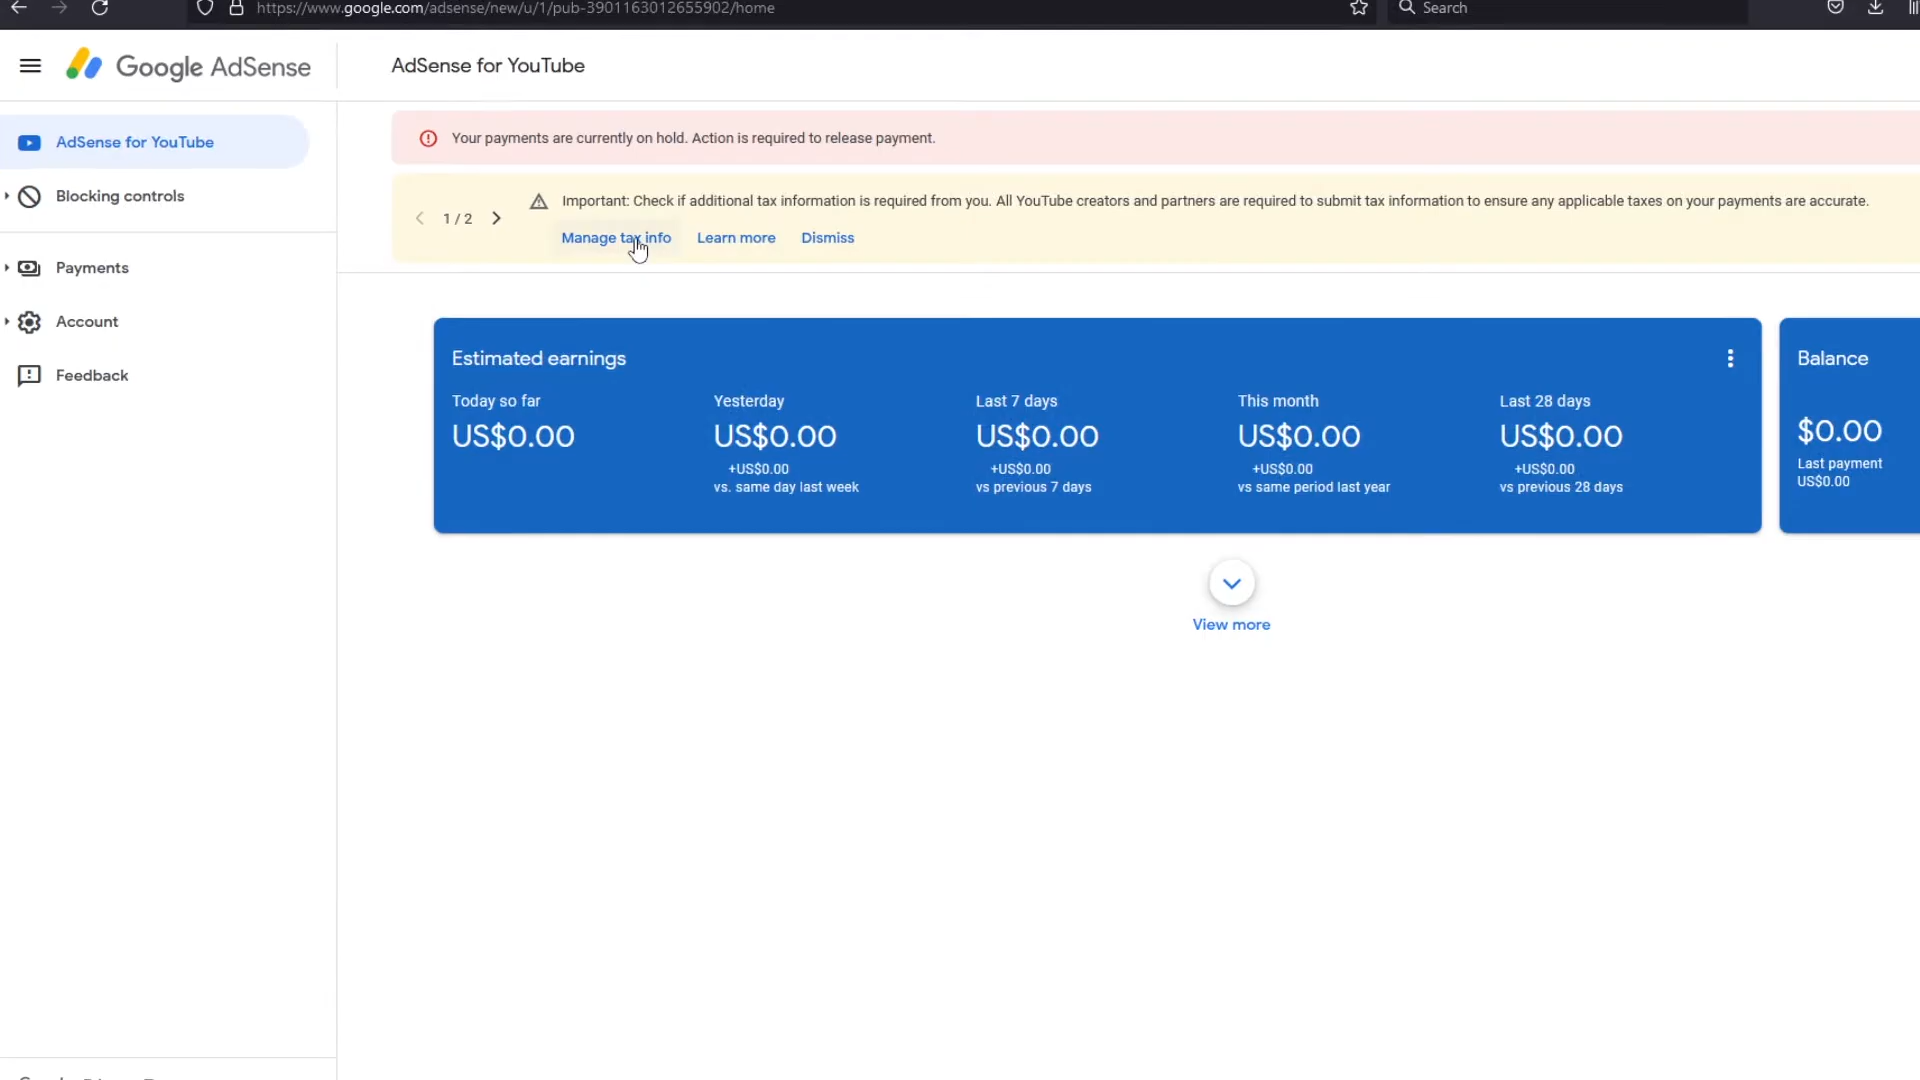 https://www.google.com/adsense/new/u/1/pub-3901163012655902/home
Search
Google AdSense
AdSense for YouTube
AdSense for YouTube
Blocking controls
Payments
Account
Feedback
Your payments are currently on hold. Action is required to release payment.
1 / 2
Important: Check if additional tax information is required from you. All YouTube creators and partners are required to submit tax information to ensure any applicable taxes on your payments are accurate.
Manage tax info Learn more Dismiss
Estimated earnings
Today so far
US$0.00
Yesterday
US$0.00
+US$0.00
vs. same day last week
Last 7 days
US$0.00
+US$0.00
vs previous 7 days
This month
US$0.00
+US$0.00
vs same period last year
Last 28 days
US$0.00
+US$0.00
vs previous 28 days
Balance
$0.00
Last payment
US$0.00
View more